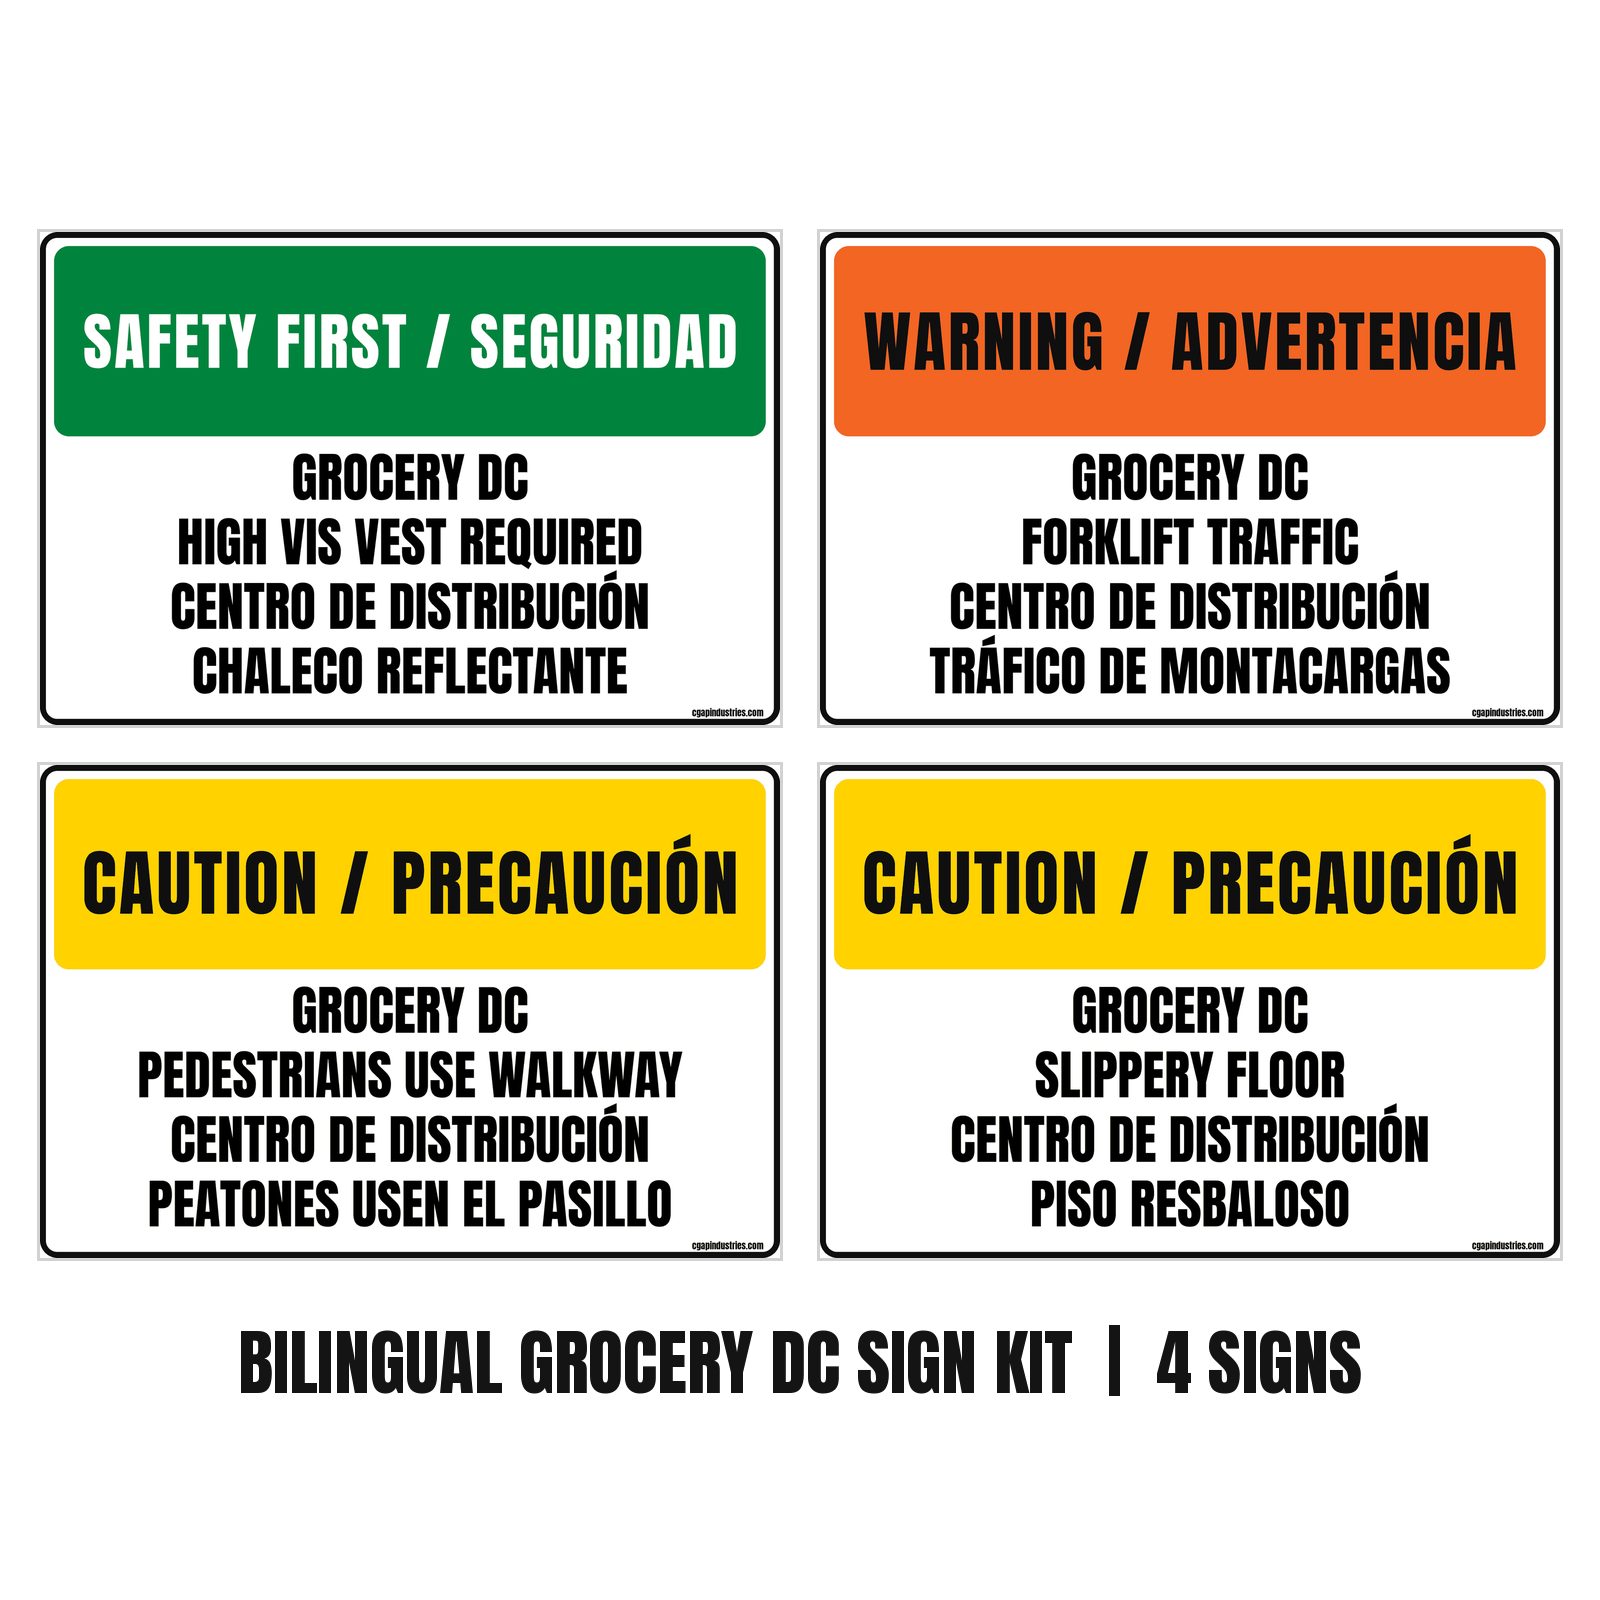 SAFETY FIRST / SEGURIDAD
GROCERY DC
HIGH VIS VEST REQUIRED
CENTRO DE DISTRIBUCIÓN
CHALECO REFLECTANTE
cgapindustries.com
WARNING / ADVERTENCIA
GROCERY DC
FORKLIFT TRAFFIC
CENTRO DE DISTRIBUCIÓN
TRÁFICO DE MONTACARGAS
cgapindustries.com
CAUTION / PRECAUCIÓN
GROCERY DC
PEDESTRIANS USE WALKWAY
CENTRO DE DISTRIBUCIÓN
PEATONES USEN EL PASILLO
cgapindustries.com
CAUTION / PRECAUCIÓN
GROCERY DC
SLIPPERY FLOOR
CENTRO DE DISTRIBUCIÓN
PISO RESBALOSO
cgapindustries.com
BILINGUAL GROCERY DC SIGN KIT | 4 SIGNS